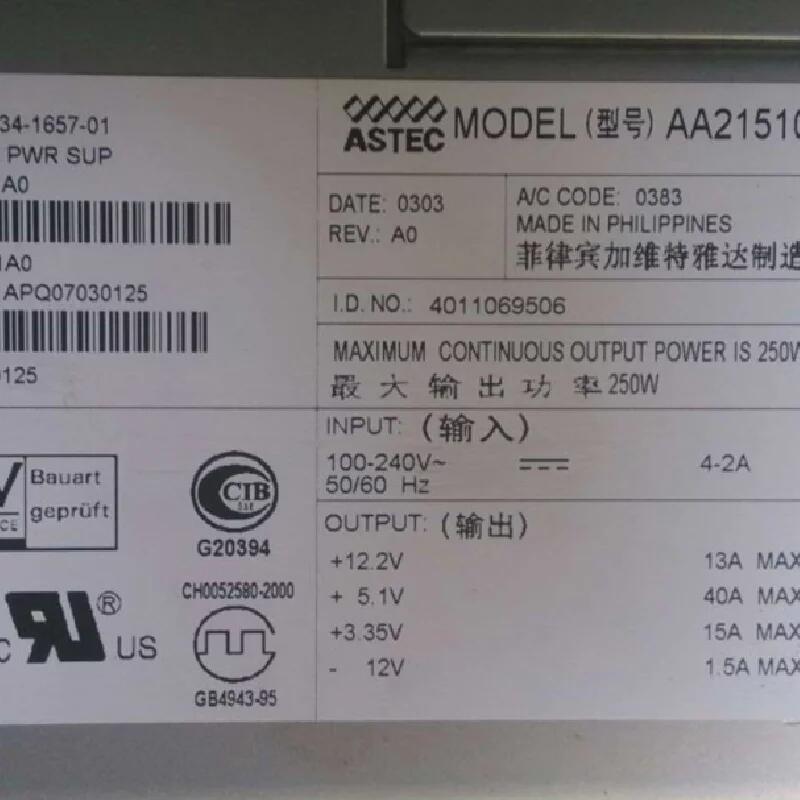 34-1657-01
PWR SUP
A0
1A0
APQ07030125
0125
Bauart
geprüft
CE
CIB
G20394
CH0052580-2000
GB4943-95
C UL ® US
ASTEC MODEL (型号) AA21510
DATE: 0303
REV.: A0
A/C CODE: 0383
MADE IN PHILIPPINES
菲律宾加维特雅达制造
I.D. NO.: 4011069506
MAXIMUM CONTINUOUS OUTPUT POWER IS 250W
最大输出功率250W
INPUT: (输入)
100-240V~ 4-2A
50/60 Hz
OUTPUT: (输出)
+12.2V 13A MAX
+ 5.1V 40A MAX
+3.35V 15A MAX
- 12V 1.5A MAX